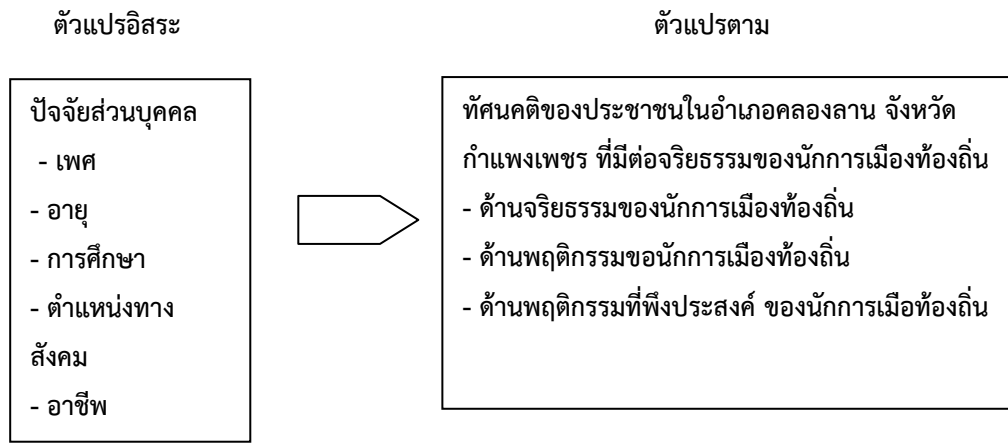 ตัวแปรอิสระ
ตัวแปรตาม
ปัจจัยส่วนบุคคล
- เพศ
- อายุ
- การศึกษา
- ตำแหน่งทาง
สังคม
- อาชีพ
ทัศนคติของประชาชนในอำเภอคลองลาน จังหวัด
กำแพงเพชร ที่มีต่อจริยธรรมของนักการเมืองท้องถิ่น
- ด้านจริยธรรมของนักการเมืองท้องถิ่น
- ด้านพฤติกรรมขอนักการเมืองท้องถิ่น
- ด้านพฤติกรรมที่พึงประสงค์ ของนักการเมือท้องถิ่น